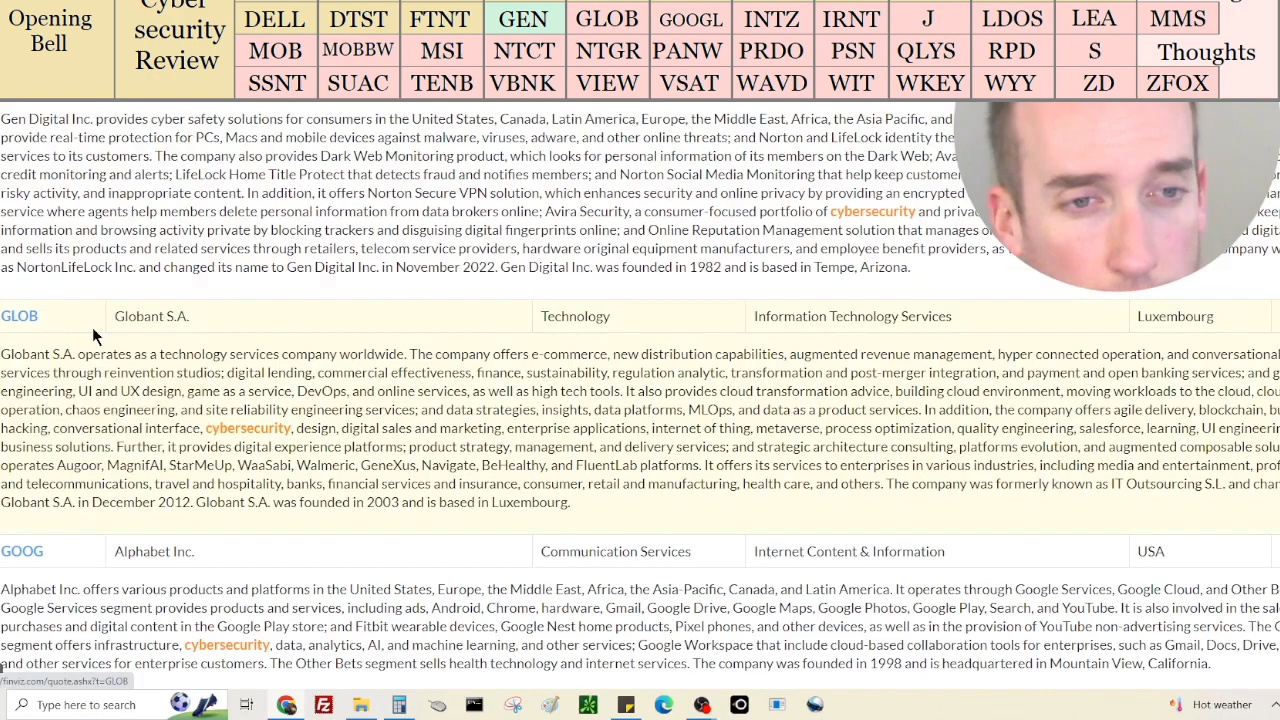 Opening
Bell
Cyber
security
Review
DELL DTST FTNT GEN GLOB GOOGL INTZ IRNT J LDOS LEA MMS
MOB MOBBW MSI NTCT NTGR PANW PRDO PSN QLYS RPD S Thoughts
SSNT SUAC TENB VBNK VIEW VSAT WAVD WIT WKEY WYY ZD ZFOX
Gen Digital Inc. provides cyber safety solutions for consumers in the United States, Canada, Latin America, Europe, the Middle East, Africa, the Asia Pacific, and
provide real-time protection for PCs, Macs and mobile devices against malware, viruses, adware, and other online threats; and Norton and LifeLock identity the
services to its customers. The company also provides Dark Web Monitoring product, which looks for personal information of its members on the Dark Web; Ava
credit monitoring and alerts; LifeLock Home Title Protect that detects fraud and notifies members; and Norton Social Media Monitoring that help keep custome
risky activity, and inappropriate content. In addition, it offers Norton Secure VPN solution, which enhances security and online privacy by providing an encrypted
service where agents help members delete personal information from data brokers online; Avira Security, a consumer-focused portfolio of cybersecurity and priva
information and browsing activity private by blocking trackers and disguising digital fingerprints online; and Online Reputation Management solution that manages o
and sells its products and related services through retailers, telecom service providers, hardware original equipment manufacturers, and employee benefit providers, as
as NortonLifeLock Inc. and changed its name to Gen Digital Inc. in November 2022. Gen Digital Inc. was founded in 1982 and is based in Tempe, Arizona.
GLOB Globant S.A. Technology Information Technology Services Luxembourg
Globant S.A. operates as a technology services company worldwide. The company offers e-commerce, new distribution capabilities, augmented revenue management, hyper connected operation, and conversational
services through reinvention studios; digital lending, commercial effectiveness, finance, sustainability, regulation analytic, transformation and post-merger integration, and payment and open banking services; and g
engineering, UI and UX design, game as a service, DevOps, and online services, as well as high tech tools. It also provides cloud transformation advice, building cloud environment, moving workloads to the cloud, clou
operation, chaos engineering, and site reliability engineering services; and data strategies, insights, data platforms, MLOps, and data as a product services. In addition, the company offers agile delivery, blockchain, bu
hacking, conversational interface, cybersecurity, design, digital sales and marketing, enterprise applications, internet of thing, metaverse, process optimization, quality engineering, salesforce, learning, UI engineerin
business solutions. Further, it provides digital experience platforms; product strategy, management, and delivery services; and strategic architecture consulting, platforms evolution, and augmented composable solu
operates Augoor, MagnifAI, StarMeUp, WaaSabi, Walmeric, GeneXus, Navigate, BeHealthy, and FluentLab platforms. It offers its services to enterprises in various industries, including media and entertainment, prof
and telecommunications, travel and hospitality, banks, financial services and insurance, consumer, retail and manufacturing, health care, and others. The company was formerly known as IT Outsourcing S.L. and chan
Globant S.A. in December 2012. Globant S.A. was founded in 2003 and is based in Luxembourg.
GOOG Alphabet Inc. Communication Services Internet Content & Information USA
Alphabet Inc. offers various products and platforms in the United States, Europe, the Middle East, Africa, the Asia-Pacific, Canada, and Latin America. It operates through Google Services, Google Cloud, and Other B
Google Services segment provides products and services, including ads, Android, Chrome, hardware, Gmail, Google Drive, Google Maps, Google Photos, Google Play, Search, and YouTube. It is also involved in the sal
purchases and digital content in the Google Play store; and Fitbit wearable devices, Google Nest home products, Pixel phones, and other devices, as well as in the provision of YouTube non-advertising services. The G
segment offers infrastructure, cybersecurity, data, analytics, AI, and machine learning, and other services; Google Workspace that include cloud-based collaboration tools for enterprises, such as Gmail, Docs, Drive,
and other services for enterprise customers. The Other Bets segment sells health technology and internet services. The company was founded in 1998 and is headquartered in Mountain View, California.
/finviz.com/quote.ashx?t=GLOB
Type here to search Hot weather